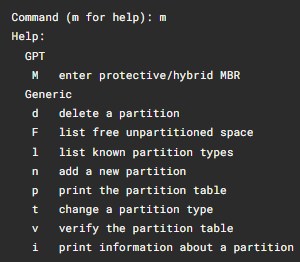 Command (m for help): m
Help:
GPT
M enter protective/hybrid MBR
Generic
d delete a partition
F list free unpartitioned space
l list known partition types
n add a new partition
p print the partition table
t change a partition type
v verify the partition table
i print information about a partition